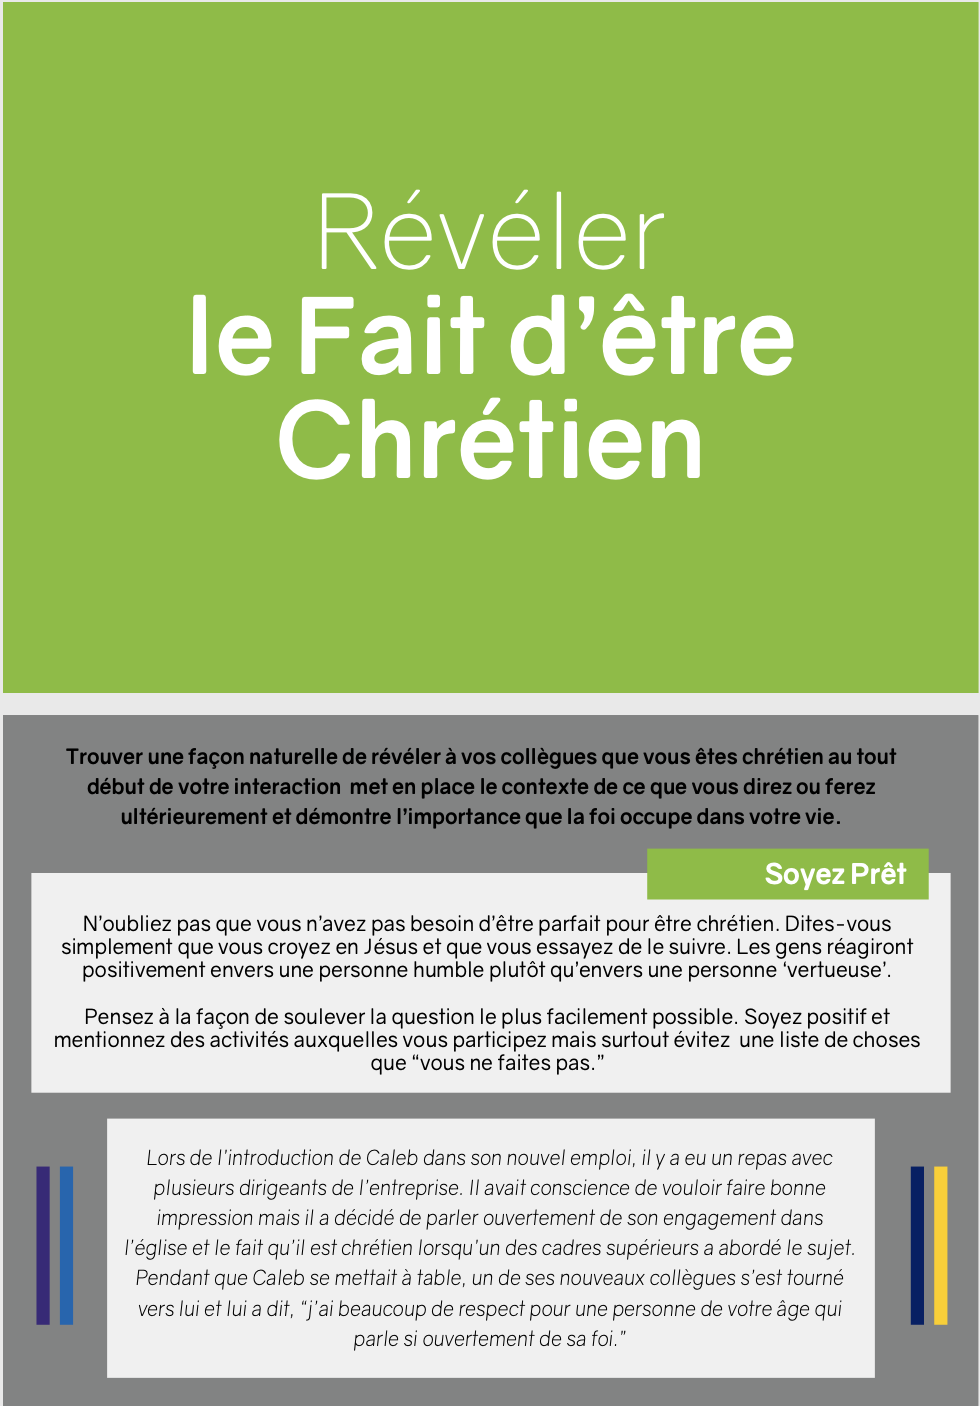 Révéler
le Fait d’être
Chrétien
Trouver une façon naturelle de révéler à vos collègues que vous êtes chrétien au tout
début de votre interaction  met en place le contexte de ce que vous direz ou ferez
ultérieurement et démontre l’importance que la foi occupe dans votre vie.
Soyez Prêt
N’oubliez pas que vous n’avez pas besoin d’être parfait pour être chrétien. Dites-vous
simplement que vous croyez en Jésus et que vous essayez de le suivre. Les gens réagiront
positivement envers une personne humble plutôt qu’envers une personne ‘vertueuse’.
Pensez à la façon de soulever la question le plus facilement possible. Soyez positif et
mentionnez des activités auxquelles vous participez mais surtout évitez  une liste de choses
que “vous ne faites pas.”
Lors de l’introduction de Caleb dans son nouvel emploi, il y a eu un repas avec
plusieurs dirigeants de l’entreprise. Il avait conscience de vouloir faire bonne
impression mais il a décidé de parler ouvertement de son engagement dans
l’église et le fait qu’il est chrétien lorsqu’un des cadres supérieurs a abordé le sujet.
Pendant que Caleb se mettait à table, un de ses nouveaux collègues s’est tourné
vers lui et lui a dit, “j’ai beaucoup de respect pour une personne de votre âge qui
parle si ouvertement de sa foi.”